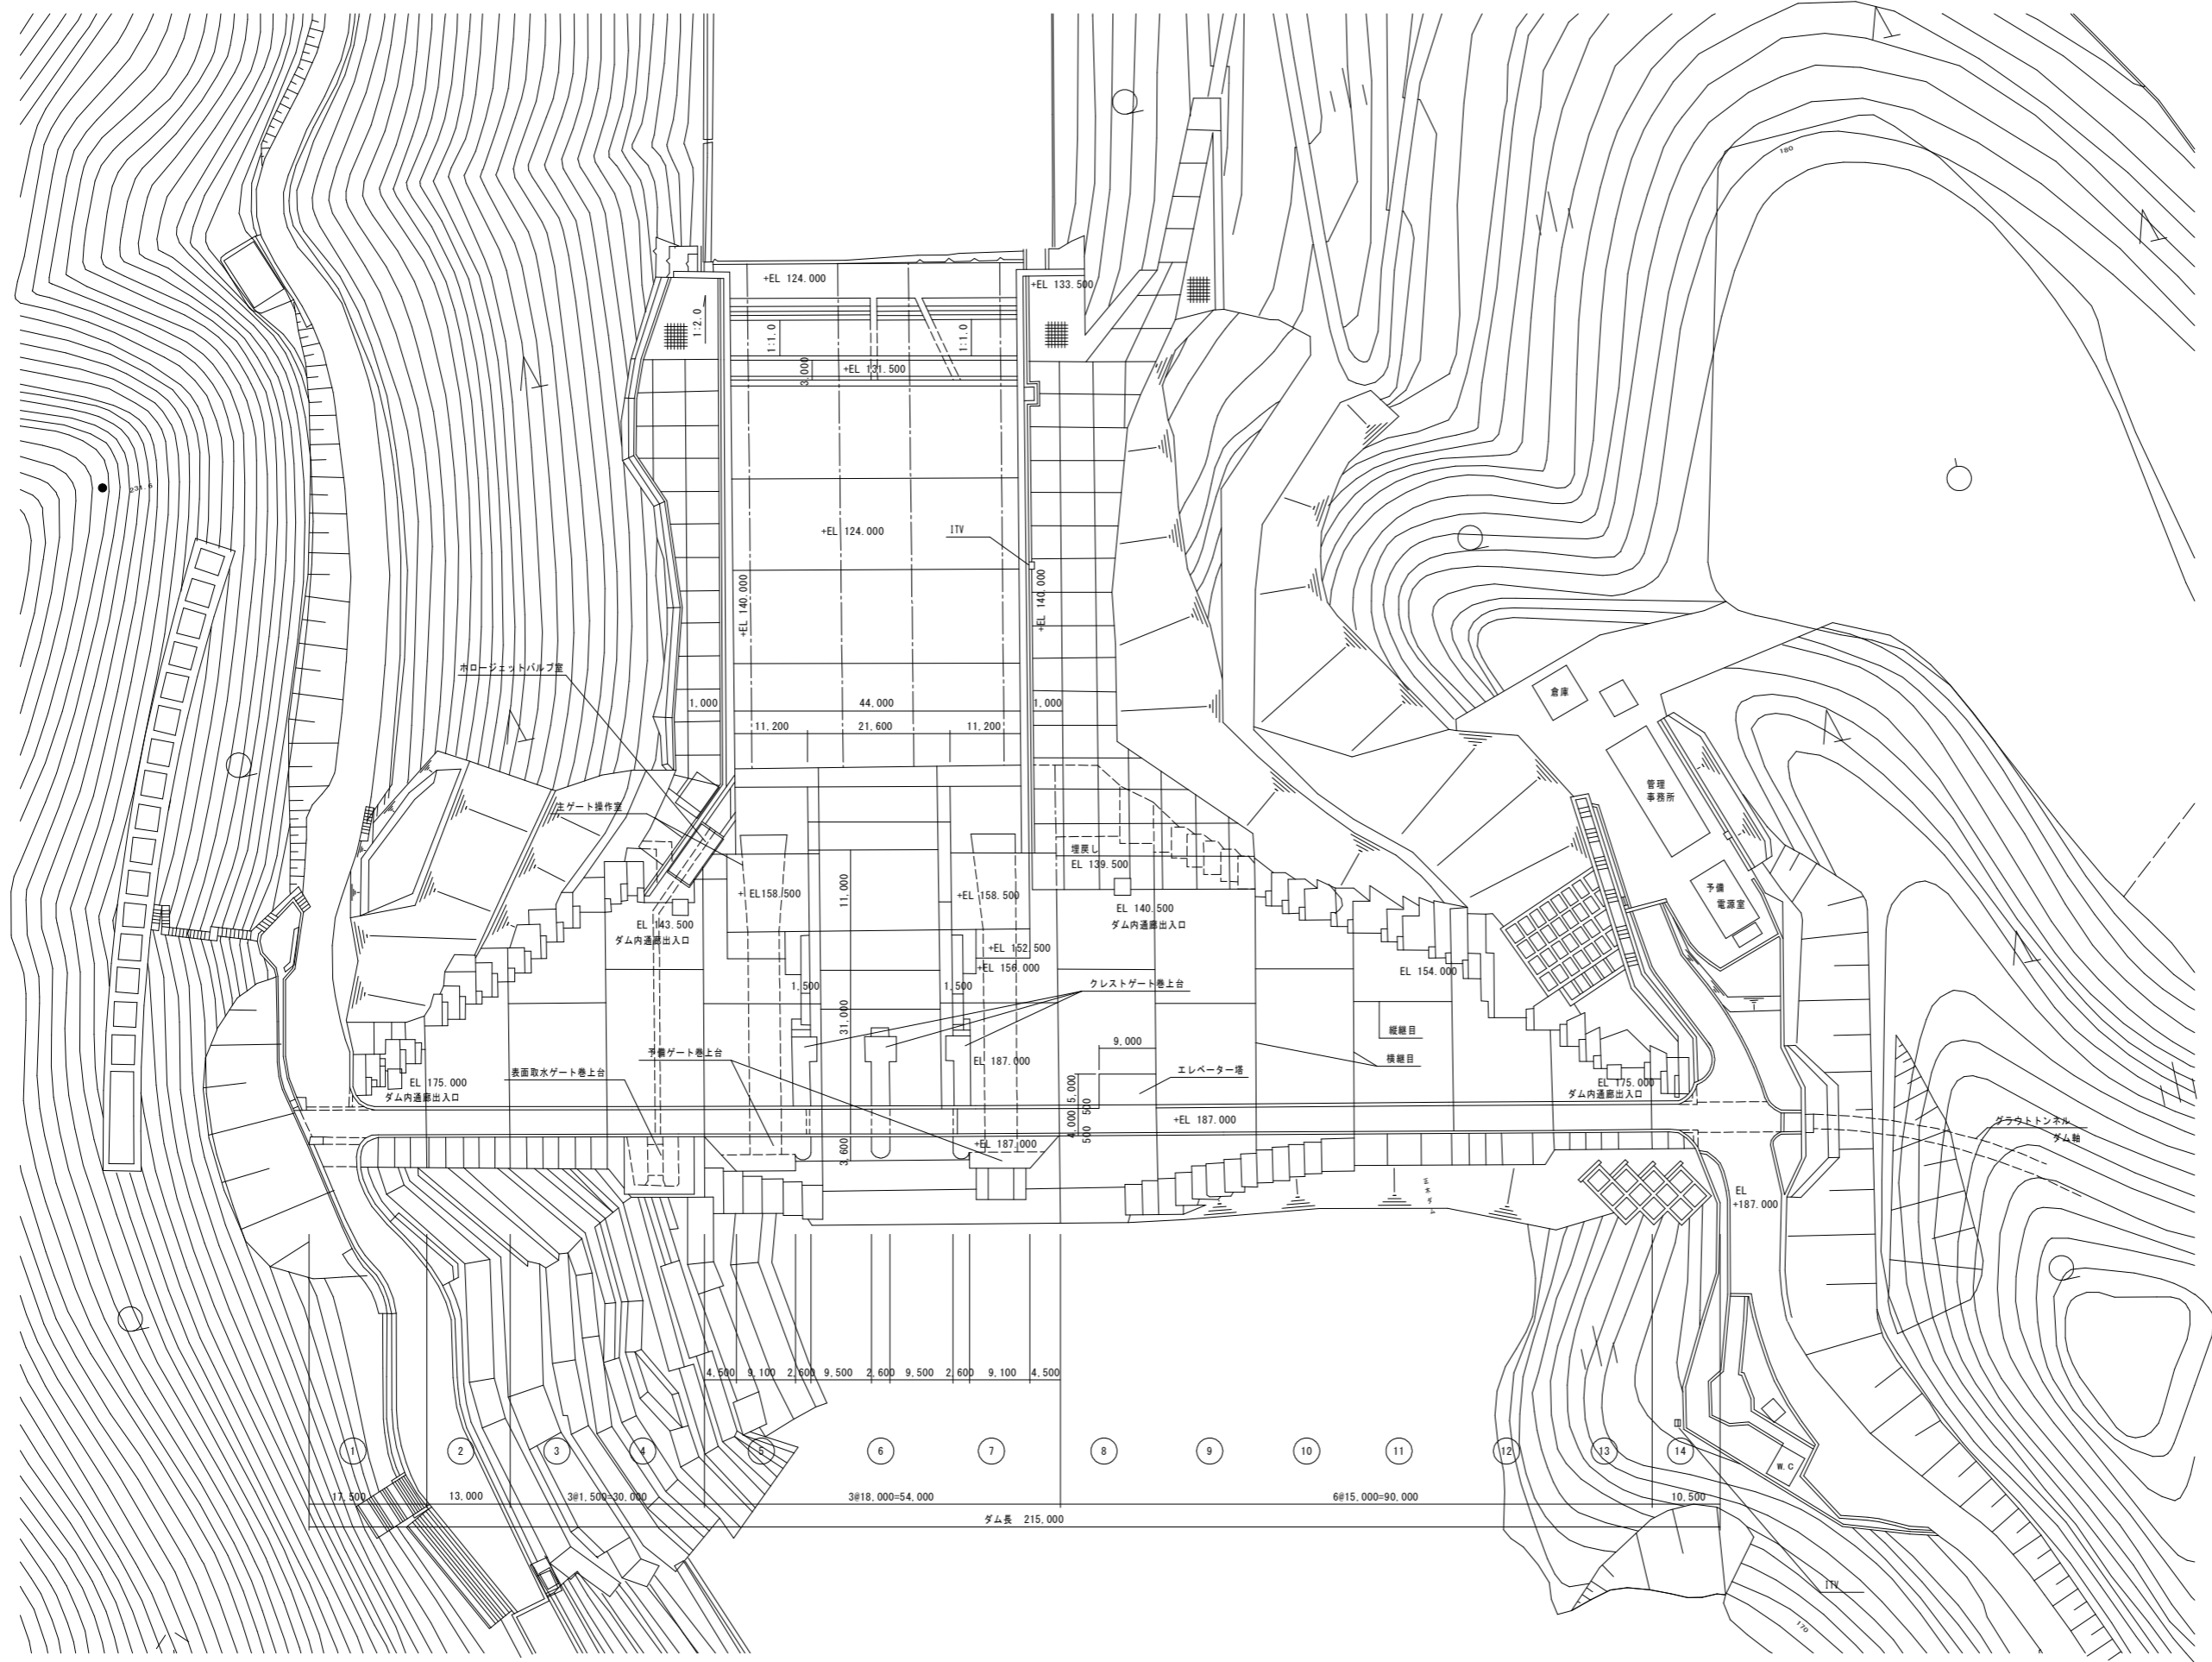 180
+EL 124.000
+EL 133.500
1:2.0
1:1.0
1:1.0
3,000
+EL 131.500
231.6
+EL 124.000
ITV
+EL 140.000
+EL 140.000
ホロージェットバルブ室
倉庫
1,000
44.000
1,000
11,200
21,600
11,200
管理
事務所
主ゲート操作室
埋戻し
EL 139.500
+ EL158.500
11,000
+EL 158.500
予備
電源室
EL 143.500
ダム内通廊出入口
EL 140.500
ダム内通廊出入口
+EL 152.500
+EL 156.000
EL 154.000
1,500
1,500
クレストゲート巻上台
31,000
縦継目
9,000
予備ゲート巻上台
EL 187.000
横継目
表面取水ゲート巻上台
エレベーター塔
EL 175.000
ダム内通廊出入口
5,000
EL 175.000
ダム内通廊出入口
500
4,000
+EL 187.000
グラウトトンネル
ダム軸
500
+EL 187.000
3,600
EL
+187.000
4,500
9,100
2,600
9,500
2,600
9,500
2,600
9,100
4,500
1
2
3
4
5
6
7
8
9
10
11
12
13
14
W.C
17,500
13,000
3@1,500=30,000
3@18,000=54,000
6@15,000=90,000
10,500
ダム長 215,000
ITV
170